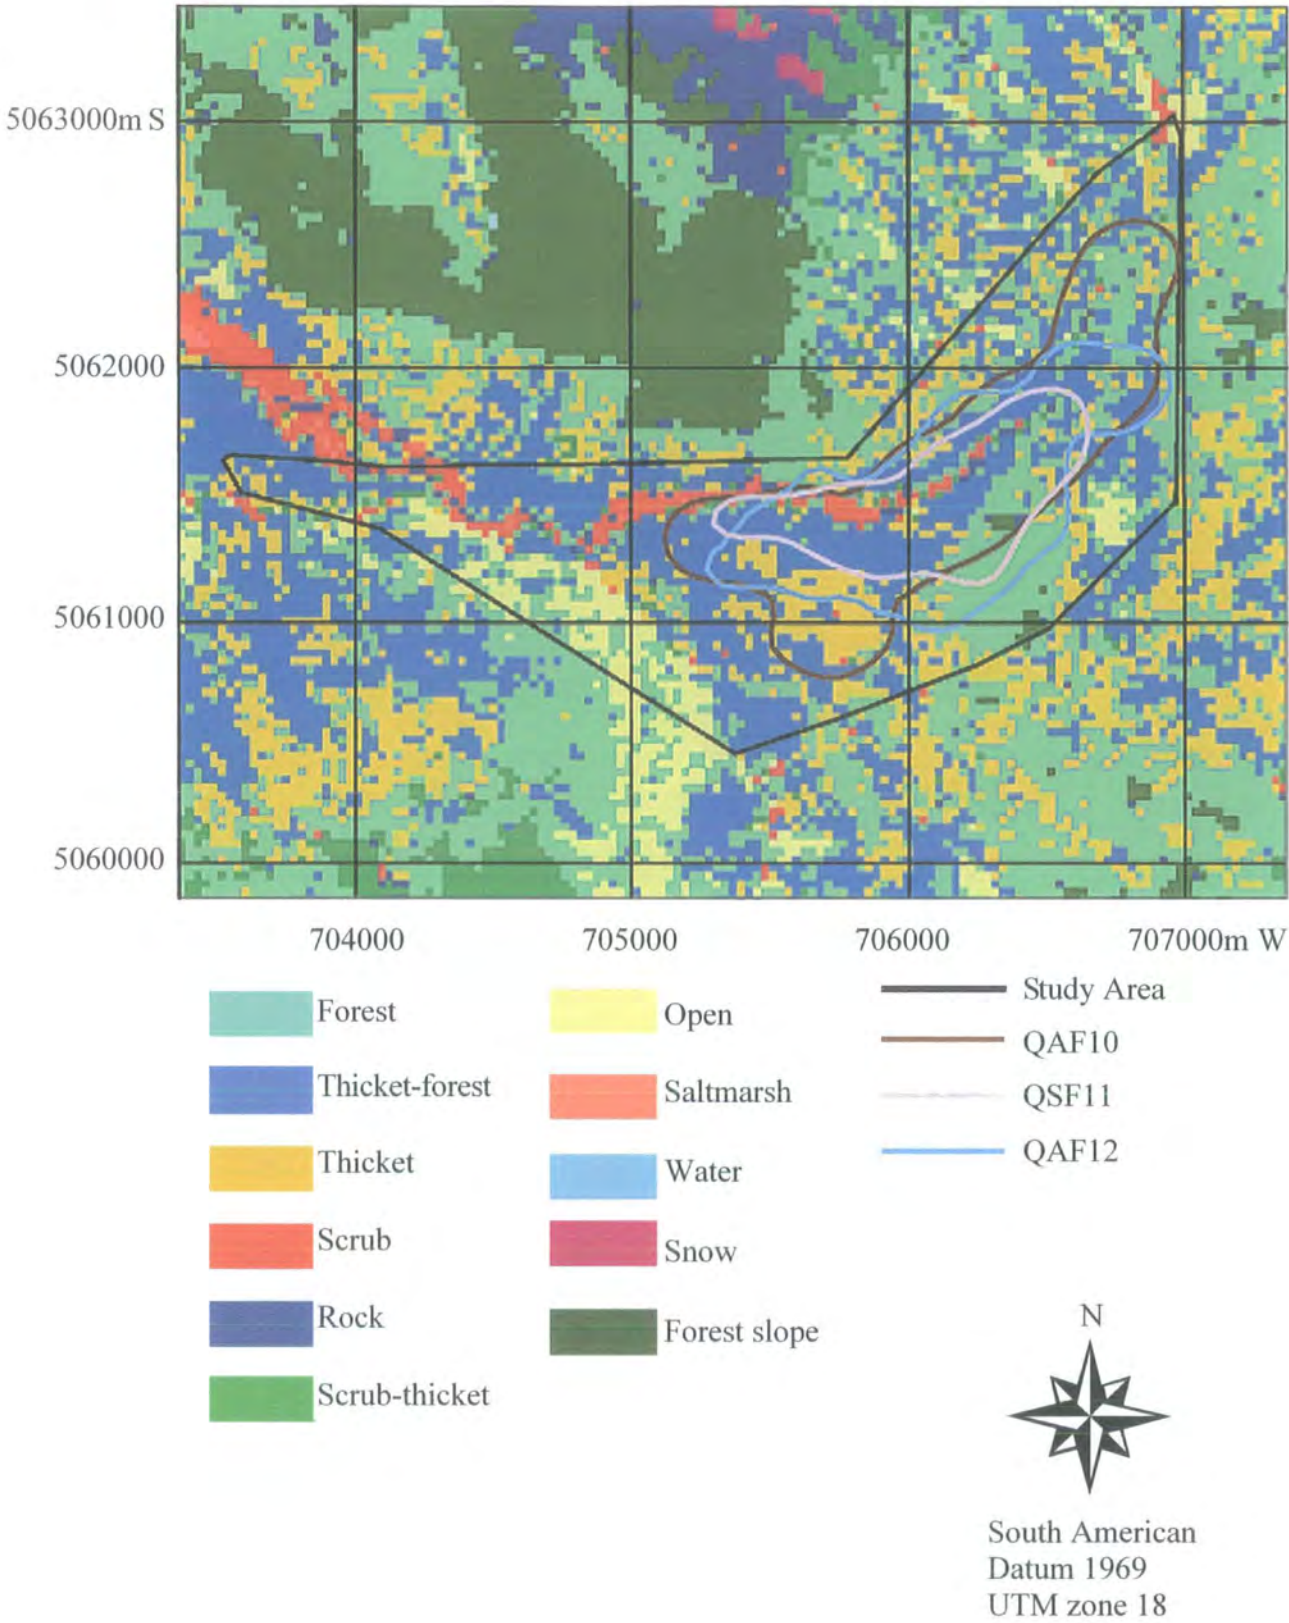 5063000m S
5062000
5061000
5060000
704000 705000 706000 707000m W
Forest
Thicket-forest
Thicket
Scrub
Rock
Scrub-thicket
Open
Saltmarsh
Water
Snow
Forest slope
Study Area
QAF10
QSF11
QAF12
N
South American
Datum 1969
UTM zone 18